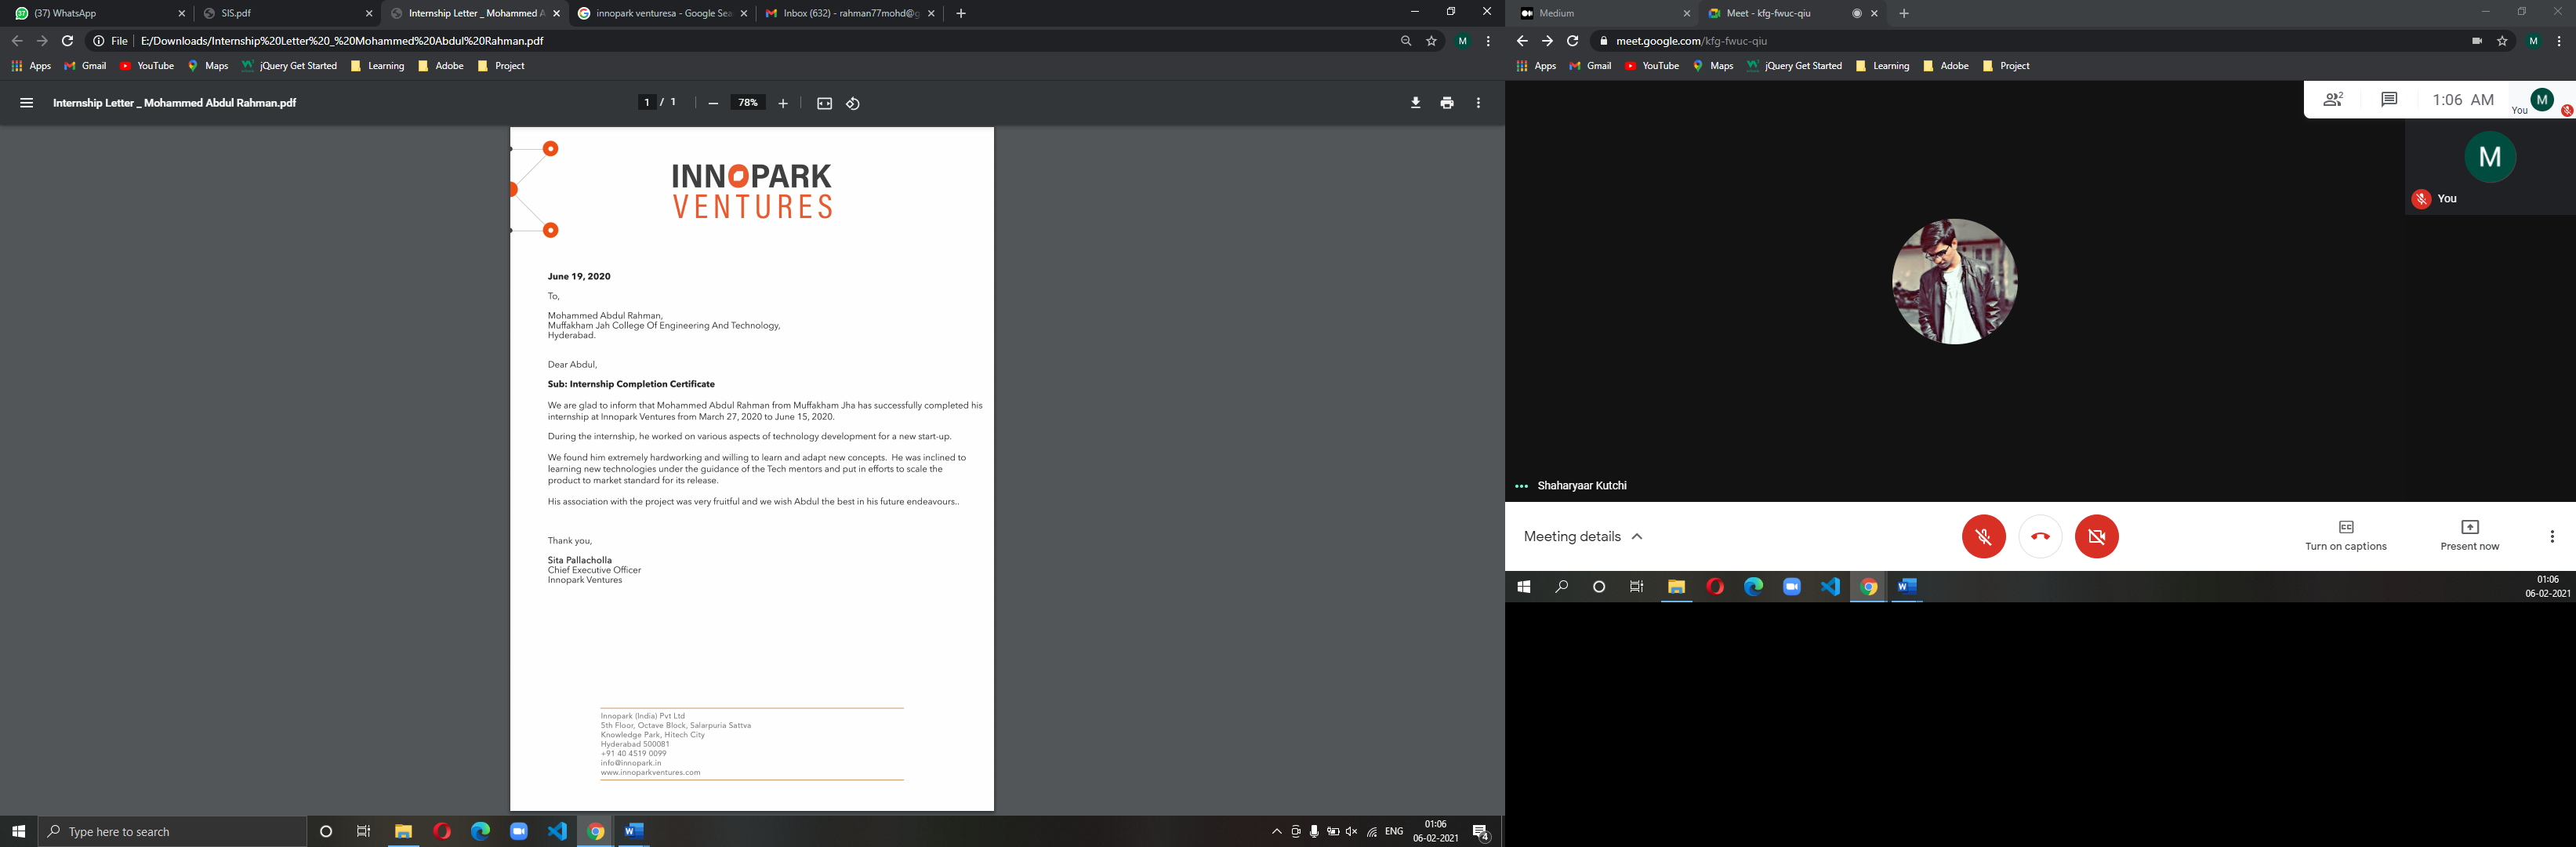 (37) WhatsApp
SIS.pdf
Internship Letter _ Mohammed A
innopark venturesa - Google Sea
Inbox (632) - rahman77mohd@g
File
E:/Downloads/Internship%20Letter%20_%20Mohammed%20Abdul%20Rahman.pdf
M
Apps
Gmail
YouTube
Maps
jQuery Get Started
Learning
Adobe
Project
Internship Letter _ Mohammed Abdul Rahman.pdf
1 / 1
78%
INNOPARK
VENTURES
June 19, 2020
To,
Mohammed Abdul Rahman,
Muffakham Jah College Of Engineering And Technology,
Hyderabad.
Dear Abdul,
Sub: Internship Completion Certificate
We are glad to inform that Mohammed Abdul Rahman from Muffakham Jha has successfully completed his
internship at Innopark Ventures from March 27, 2020 to June 15, 2020.
During the internship, he worked on various aspects of technology development for a new start-up.
We found him extremely hardworking and willing to learn and adapt new concepts. He was inclined to
learning new technologies under the guidance of the Tech mentors and put in efforts to scale the
product to market standard for its release.
His association with the project was very fruitful and we wish Abdul the best in his future endeavours..
Thank you,
Sita Pallacholla
Chief Executive Officer
Innopark Ventures
Innopark (India) Pvt Ltd
5th Floor, Octave Block, Salarpuria Sattva
Knowledge Park, Hitech City
Hyderabad 500081
+91 40 4519 0099
info@innopark.in
www.innoparkventures.com
Type here to search
ENG
01:06
06-02-2021
4
Medium
Meet - kfg-fwuc-qiu
meet.google.com/kfg-fwuc-qiu
M
Apps
Gmail
YouTube
Maps
jQuery Get Started
Learning
Adobe
Project
2
1:06 AM
You
M
M
You
Shaharyaar Kutchi
Meeting details
Turn on captions
Present now
01:06
06-02-2021